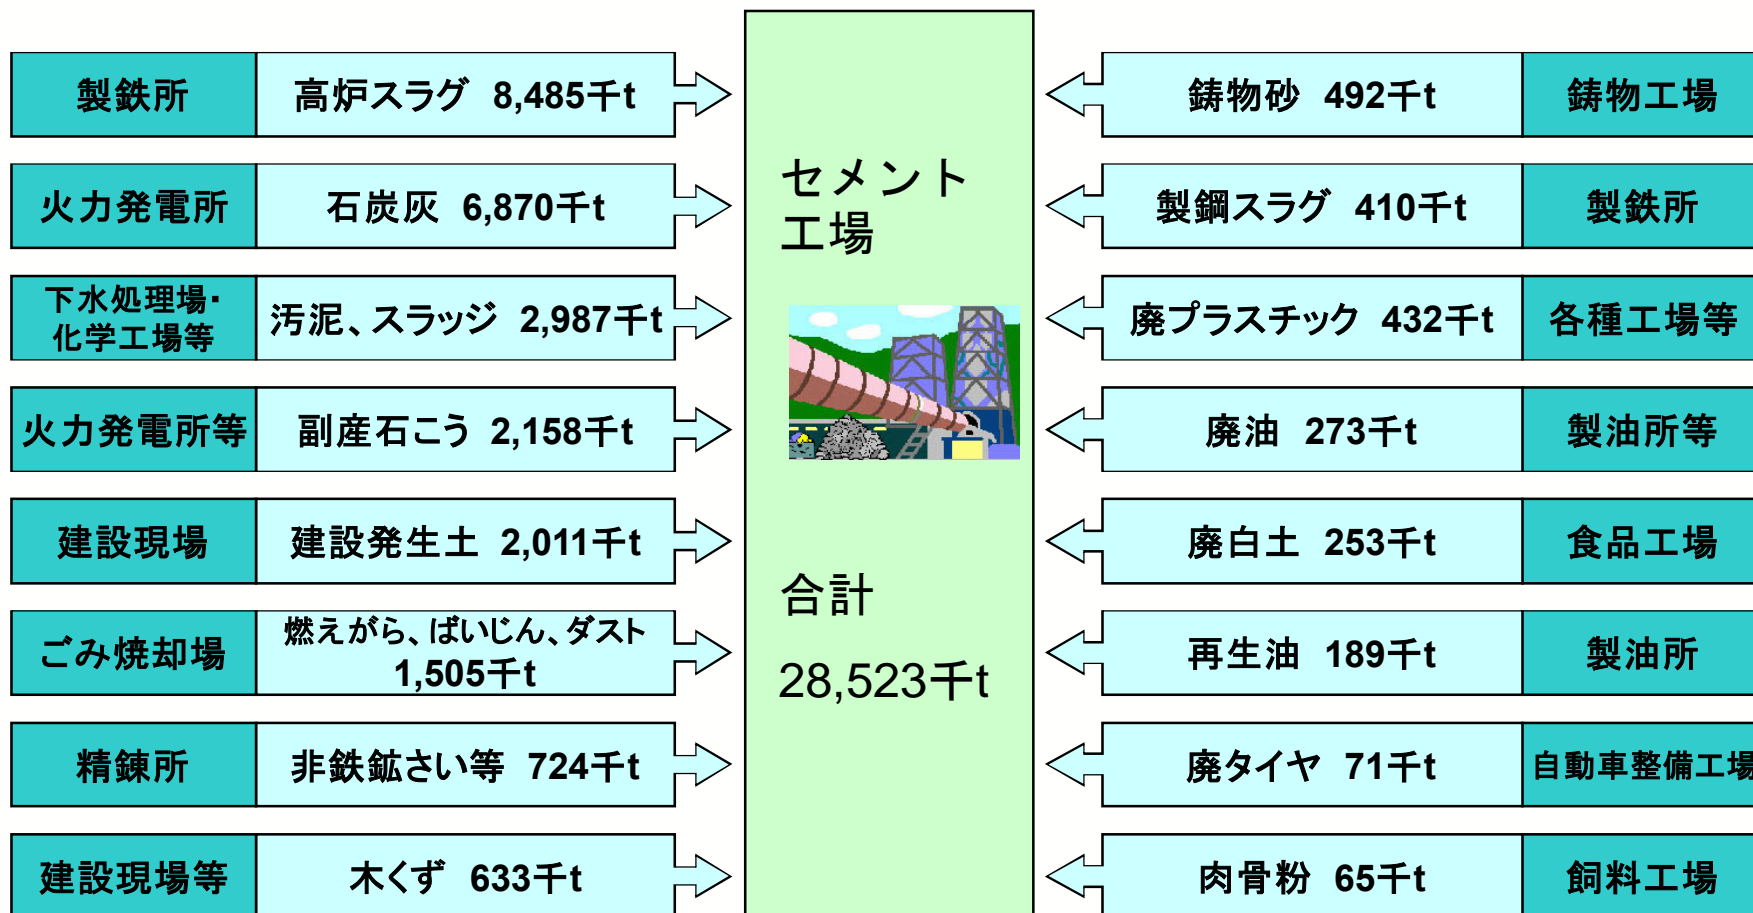 製鉄所 高炉スラグ 8,485千t
火力発電所 石炭灰 6,870千t
下水処理場・
化学工場等
汚泥、スラッジ 2,987千t
火力発電所等 副産石こう 2,158千t
建設現場 建設発生土 2,011千t
ごみ焼却場
燃えがら、ばいじん、ダスト
1,505千t
精錬所 非鉄鉱さい等 724千t
建設現場等 木くず 633千t
セメント
工場
合計
28,523千t
鋳物砂 492千t 鋳物工場
製鋼スラグ 410千t 製鉄所
廃プラスチック 432千t 各種工場等
廃油 273千t 製油所等
廃白土 253千t 食品工場
再生油 189千t 製油所
廃タイヤ 71千t 自動車整備工場
肉骨粉 65千t 飼料工場